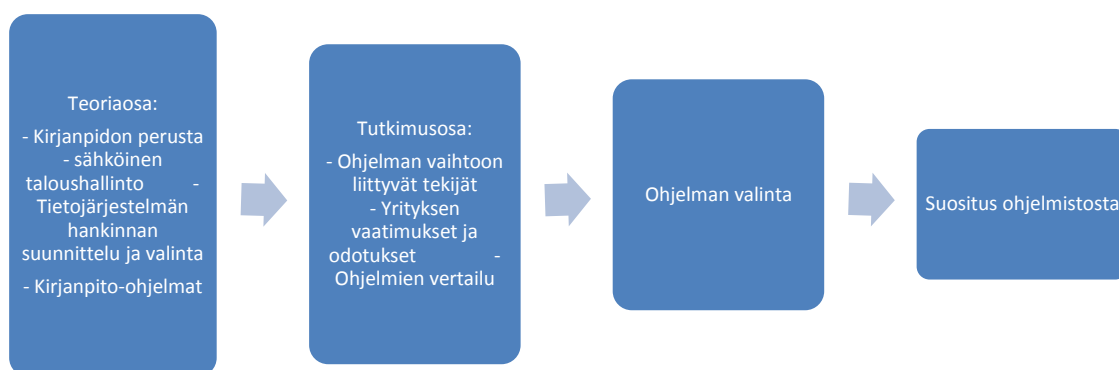 Teoriaosa:
- Kirjanpidon perusta
- sähköinen
taloushallinto -
Tietojärjestelmän
hankinnan
suunnittelu ja valinta
- Kirjanpito-ohjelmat
Tutkimusosa:
- Ohjelman vaihtoon
liittyvät tekijät
- Yrityksen
vaatimukset ja
odotukset -
Ohjelmien vertailu
Ohjelman valinta
Suositus ohjelmistosta